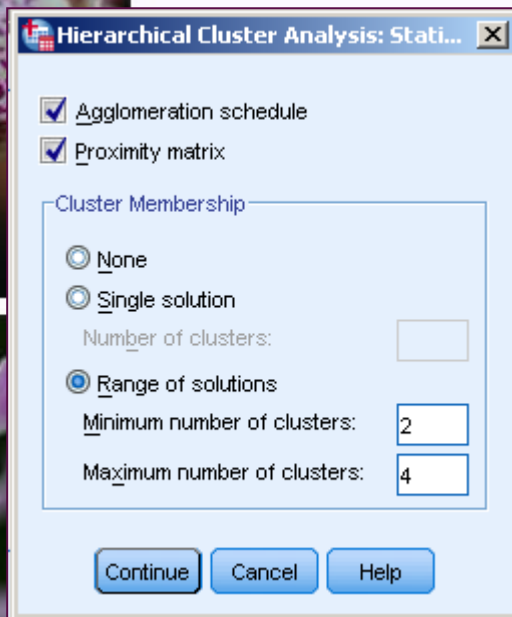 Hierarchical Cluster Analysis: Stati...
Agglomeration schedule
Proximity matrix
Cluster Membership
None
Single solution
Number of clusters:
Range of solutions
Minimum number of clusters: 2
Maximum number of clusters: 4
Continue Cancel Help